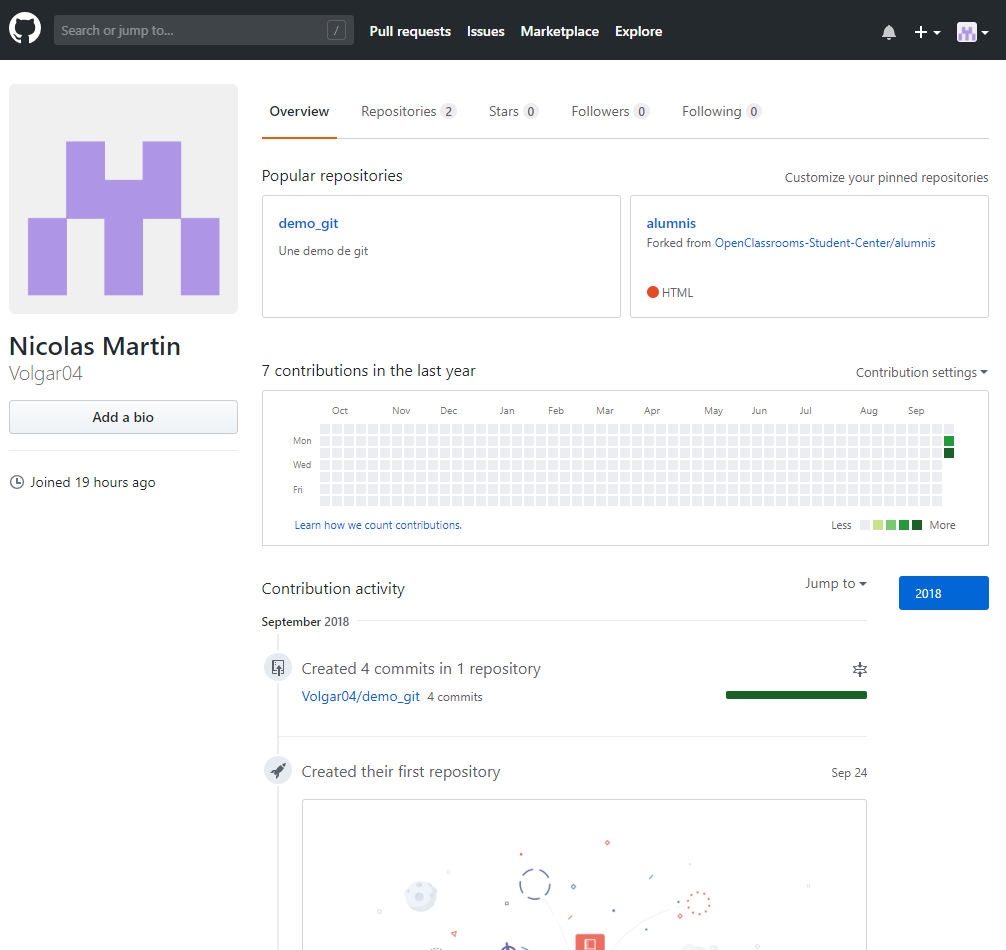 Search or jump to... /
Pull requests Issues Marketplace Explore
Overview Repositories 2 Stars 0 Followers 0 Following 0
Popular repositories Customize your pinned repositories
demo_git
Une demo de git
alumnis
Forked from OpenClassrooms-Student-Center/alumnis
HTML
Nicolas Martin
Volgar04
Add a bio
Joined 19 hours ago
7 contributions in the last year Contribution settings
Oct Nov Dec Jan Feb Mar Apr May Jun Jul Aug Sep
Mon
Wed
Fri
Learn how we count contributions. Less More
Contribution activity Jump to 2018
September 2018
Created 4 commits in 1 repository
Volgar04/demo_git 4 commits
Created their first repository Sep 24